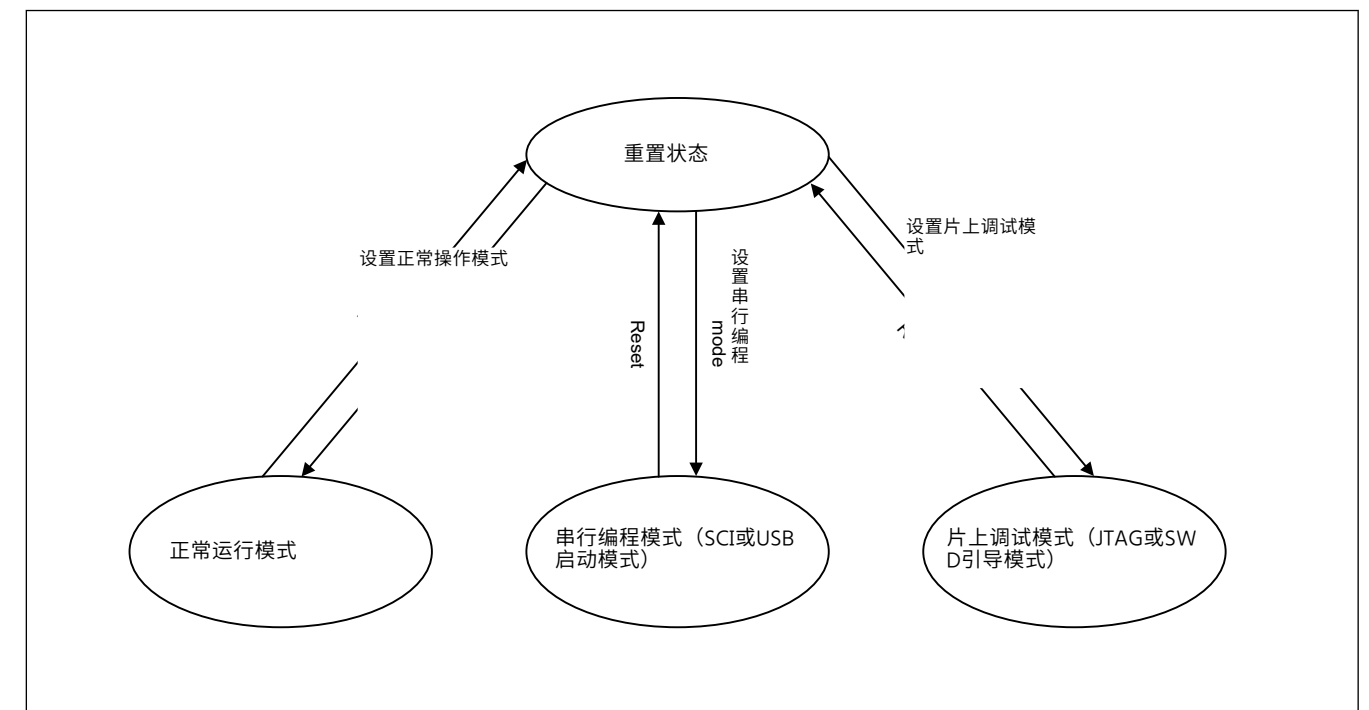 重置状态
设置正常操作模式
设置片上调试模
式
设置串行编程
mode
Reset
正常运行模式
串行编程模式（SCI或USB
启动模式）
片上调试模式（JTAG或SW
D引导模式）